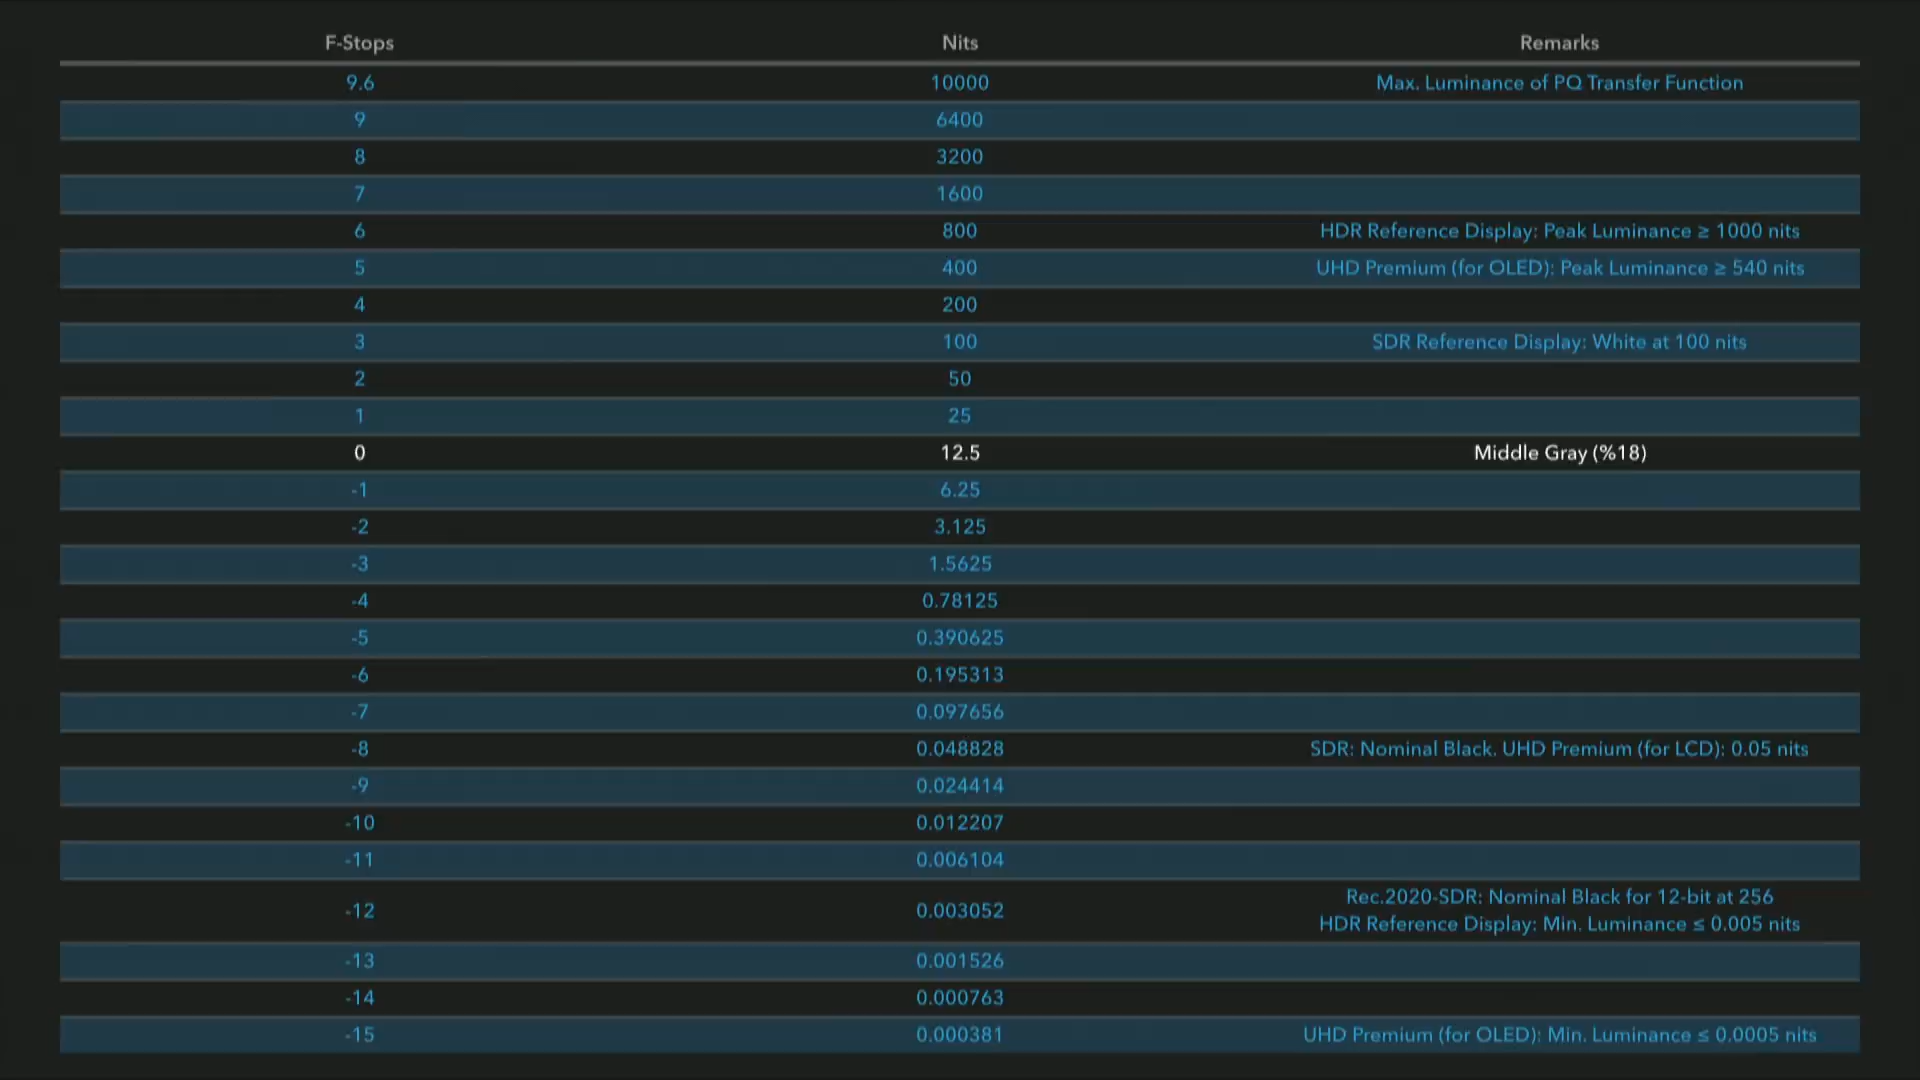 F-Stops Nits Remarks
9.6 10000 Max. Luminance of PQ Transfer Function
9 6400
8 3200
7 1600
6 800 HDR Reference Display: Peak Luminance ≥ 1000 nits
5 400 UHD Premium (for OLED): Peak Luminance ≥ 540 nits
4 200
3 100 SDR Reference Display: White at 100 nits
2 50
1 25
0 12.5 Middle Gray (%18)
-1 6.25
-2 3.125
-3 1.5625
-4 0.78125
-5 0.390625
-6 0.195313
-7 0.097656
-8 0.048828 SDR: Nominal Black. UHD Premium (for LCD): 0.05 nits
-9 0.024414
-10 0.012207
-11 0.006104
-12 0.003052 Rec.2020-SDR: Nominal Black for 12-bit at 256
HDR Reference Display: Min. Luminance ≤ 0.005 nits
-13 0.001526
-14 0.000763
-15 0.000381 UHD Premium (for OLED): Min. Luminance ≤ 0.0005 nits